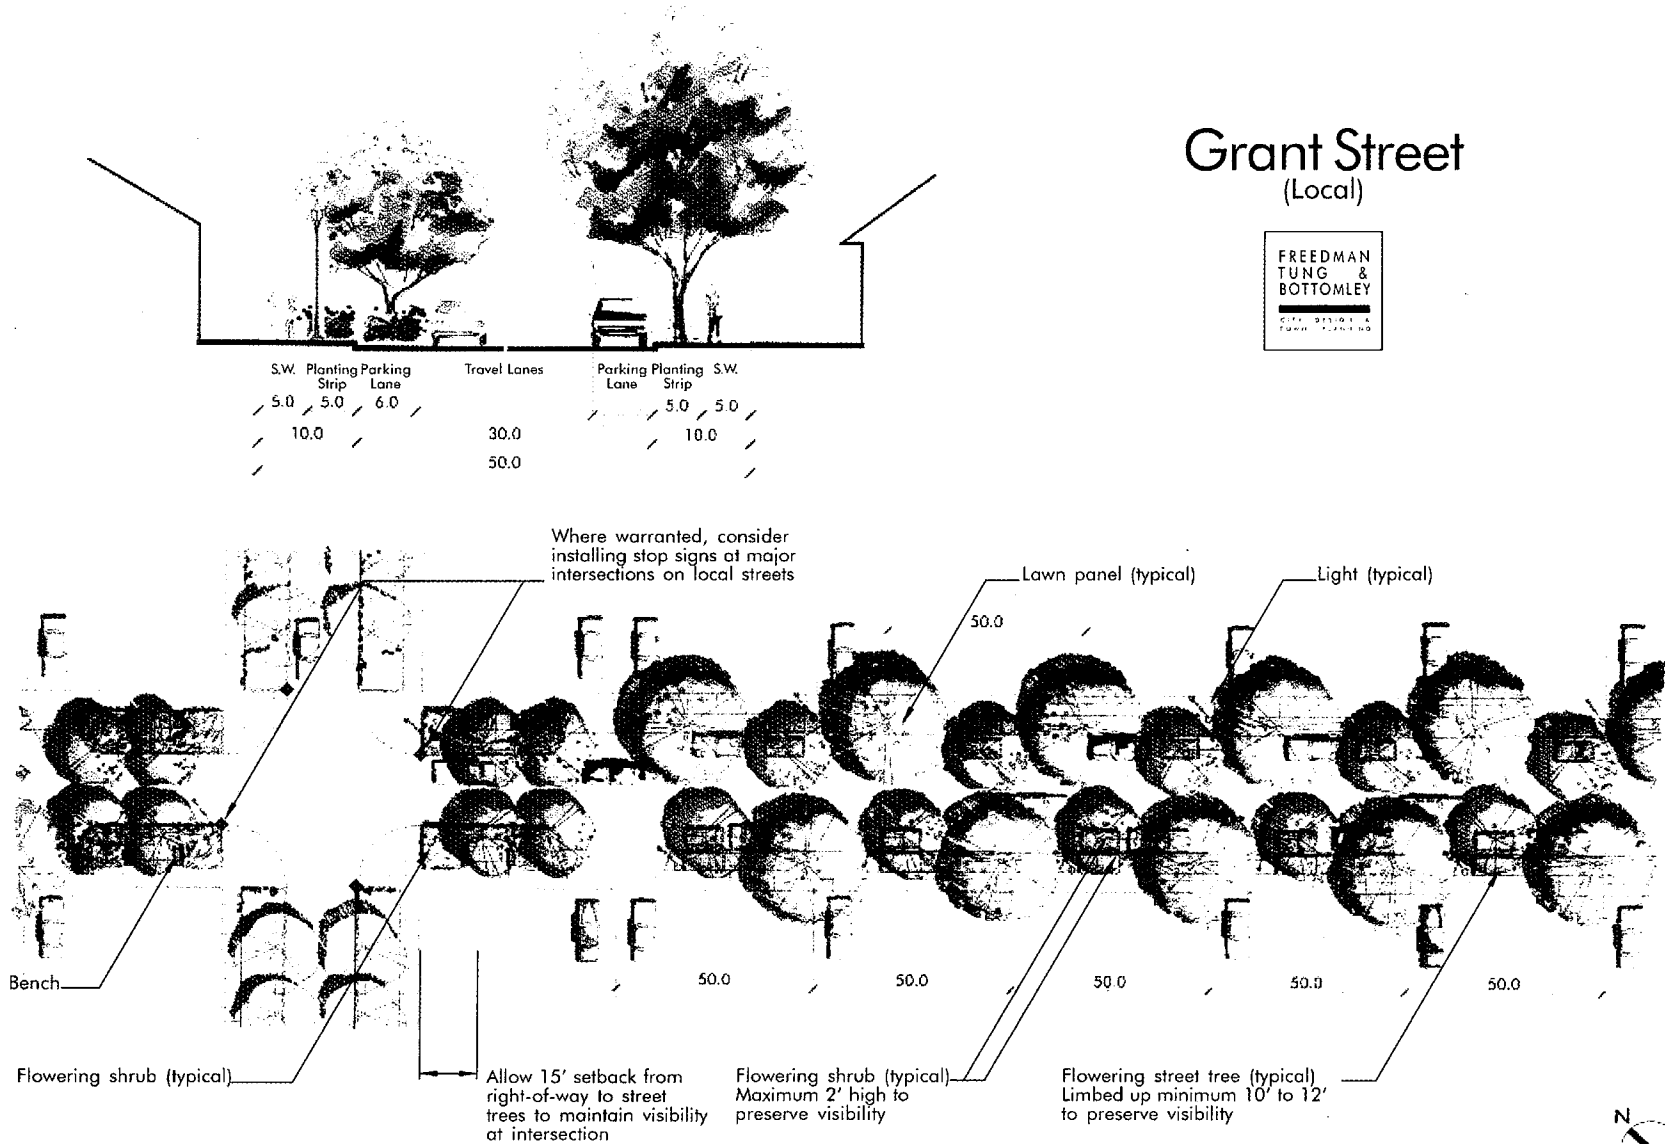 Grant Street
(Local)
FREEDMAN
TUNG &
BOTTOMLEY
CITY DESIGN &
TOWN PLANNING
S.W. Planting Parking Travel Lanes Parking Planting S.W.
Strip Lane Lane Strip
5.0 5.0 6.0 5.0 5.0
10.0 30.0 10.0
50.0
Where warranted, consider
installing stop signs at major
intersections on local streets
Lawn panel (typical)
Light (typical)
50.0
Bench
50.0 50.0 50.0 50.0 50.0
Flowering shrub (typical)
Allow 15' setback from
right-of-way to street
trees to maintain visibility
at intersection
Flowering shrub (typical)
Maximum 2' high to
preserve visibility
Flowering street tree (typical)
Limbed up minimum 10' to 12'
to preserve visibility
N